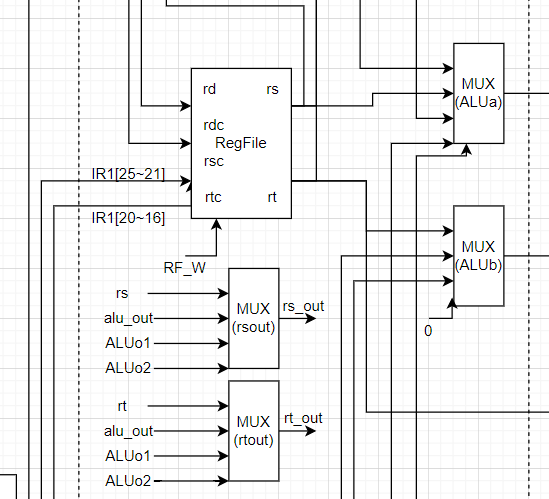 rd rs
MUX
(ALUa)
rdc
RegFile
rsc
IR1[25~21]
rtc rt
IR1[20~16]
MUX
(ALUb)
RF_W
rs
rs_out
MUX
(rsout)
alu_out
0
ALUo1
ALUo2
rt
rt_out
MUX
(rtout)
alu_out
ALUo1
ALUo2